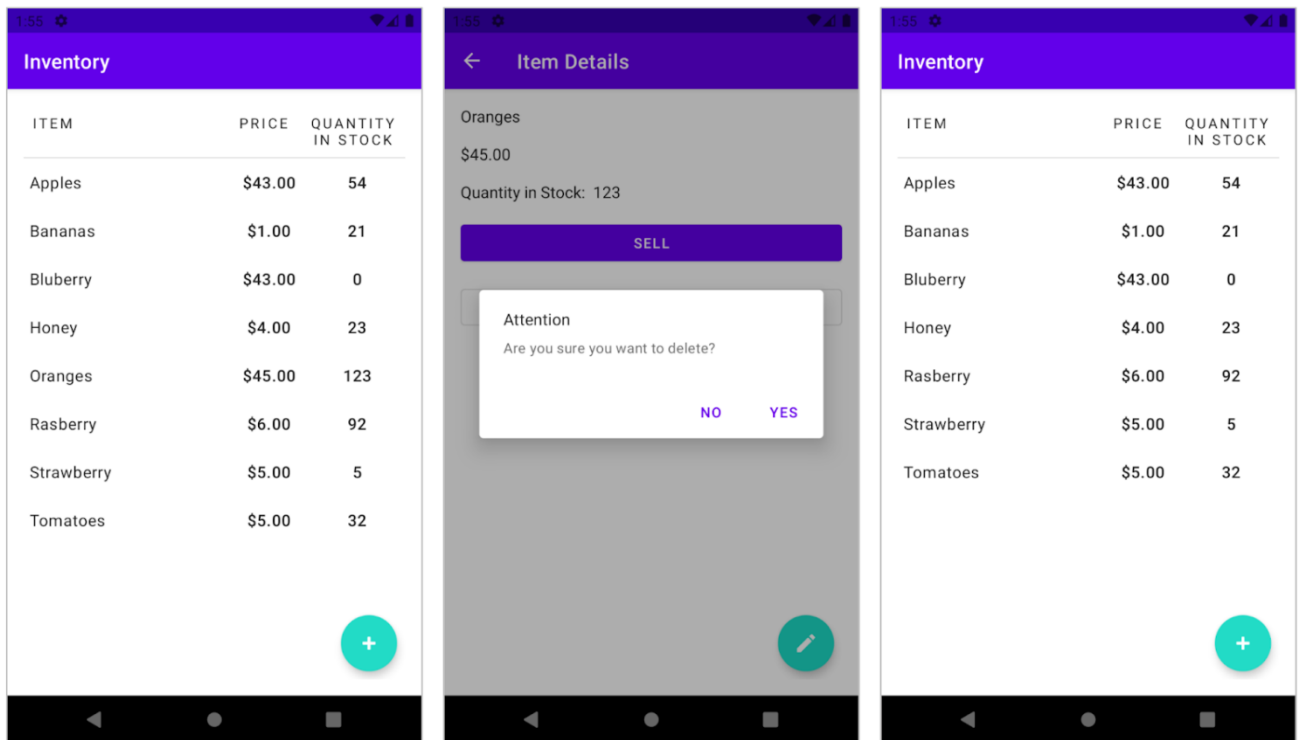 1:55
Inventory
ITEM PRICE QUANTITY
IN STOCK
Apples $43.00 54
Bananas $1.00 21
Bluberry $43.00 0
Honey $4.00 23
Oranges $45.00 123
Rasberry $6.00 92
Strawberry $5.00 5
Tomatoes $5.00 32
1:55
Item Details
Oranges
$45.00
Quantity in Stock: 123
SELL
Attention
Are you sure you want to delete?
NO YES
1:55
Inventory
ITEM PRICE QUANTITY
IN STOCK
Apples $43.00 54
Bananas $1.00 21
Bluberry $43.00 0
Honey $4.00 23
Rasberry $6.00 92
Strawberry $5.00 5
Tomatoes $5.00 32